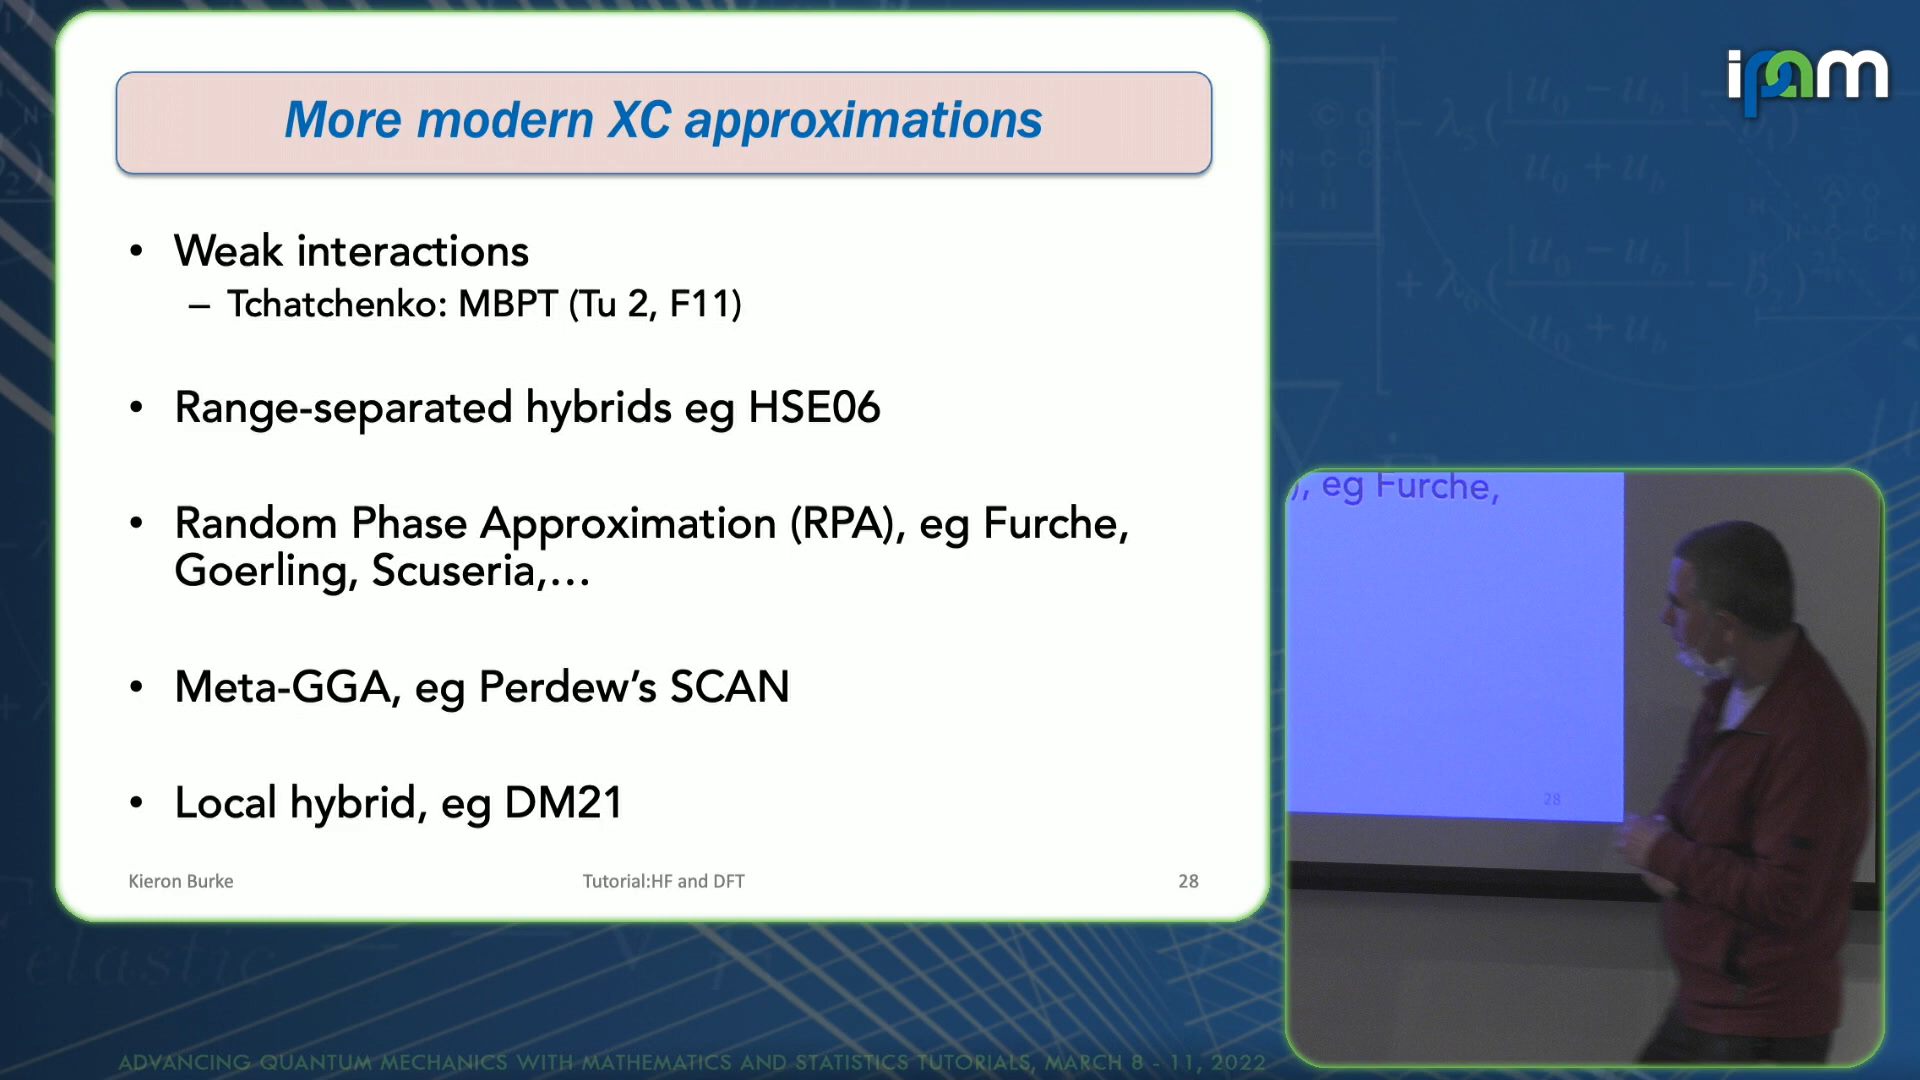 More modern XC approximations
• Weak interactions
– Tchatchenko: MBPT (Tu 2, F11)
• Range-separated hybrids eg HSE06
• Random Phase Approximation (RPA), eg Furche,
Goerling, Scuseria,...
• Meta-GGA, eg Perdew’s SCAN
• Local hybrid, eg DM21
Kieron Burke
Tutorial:HF and DFT
28
ipam
), eg Furche,
28
elastic
ADVANCING QUANTUM MECHANICS WITH MATHEMATICS AND STATISTICS TUTORIALS, MARCH 8 - 11, 2022